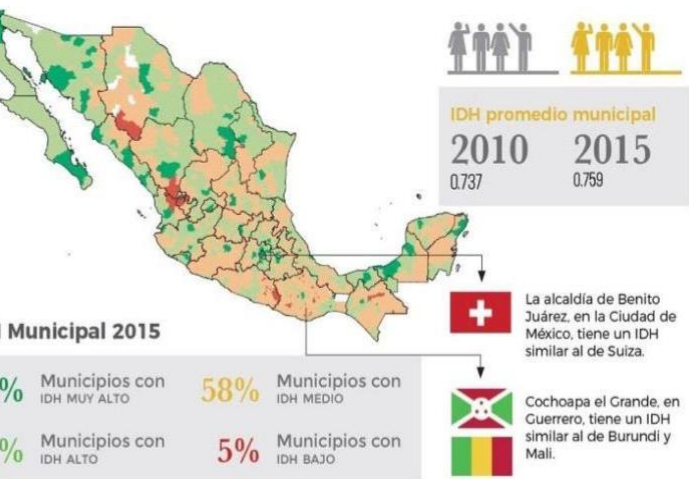 IDH promedio municipal
2010 2015
0.737 0.759
La alcaldía de Benito
Juárez, en la Ciudad de
México, tiene un IDH
similar al de Suiza.
Municipal 2015
% Municipios con
IDH MUY ALTO
58% Municipios con
IDH MEDIO
% Municipios con
IDH ALTO
5% Municipios con
IDH BAJO
Cochoapa el Grande, en
Guerrero, tiene un IDH
similar al de Burundi y
Mali.